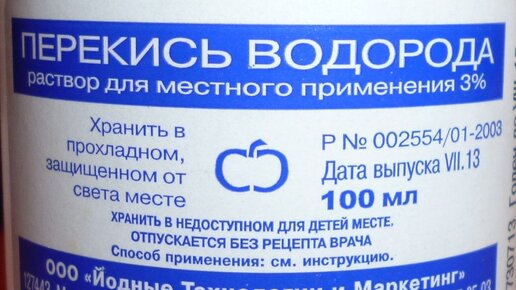 ПЕРЕКИСЬ ВОДОРОДА
раствор для местного применения 3%
Хранить в
прохладном,
защищенном от
света месте
Р № 002554/01-2003
Дата выпуска VII.13
100 мл
ХРАНИТЬ В НЕДОСТУПНОМ ДЛЯ ДЕТЕЙ МЕСТЕ.
ОТПУСКАЕТСЯ БЕЗ РЕЦЕПТА ВРАЧА
Способ применения: см. инструкцию.
ООО "Йодные Технологии и Маркетинг"